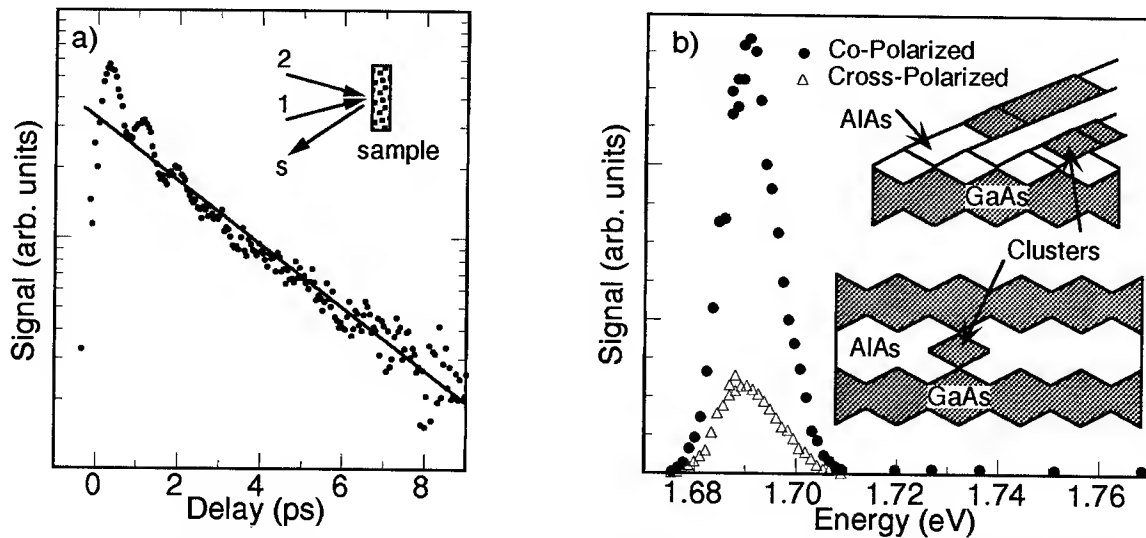 a)
2
1
s
sample
Signal (arb. units)
0
2
4
6
8
Delay (ps)
b)
Co-Polarized
Cross-Polarized
AlAs
GaAs
Clusters
AlAs
GaAs
Signal (arb. units)
1.68
1.70
1.72
1.74
1.76
Energy (eV)